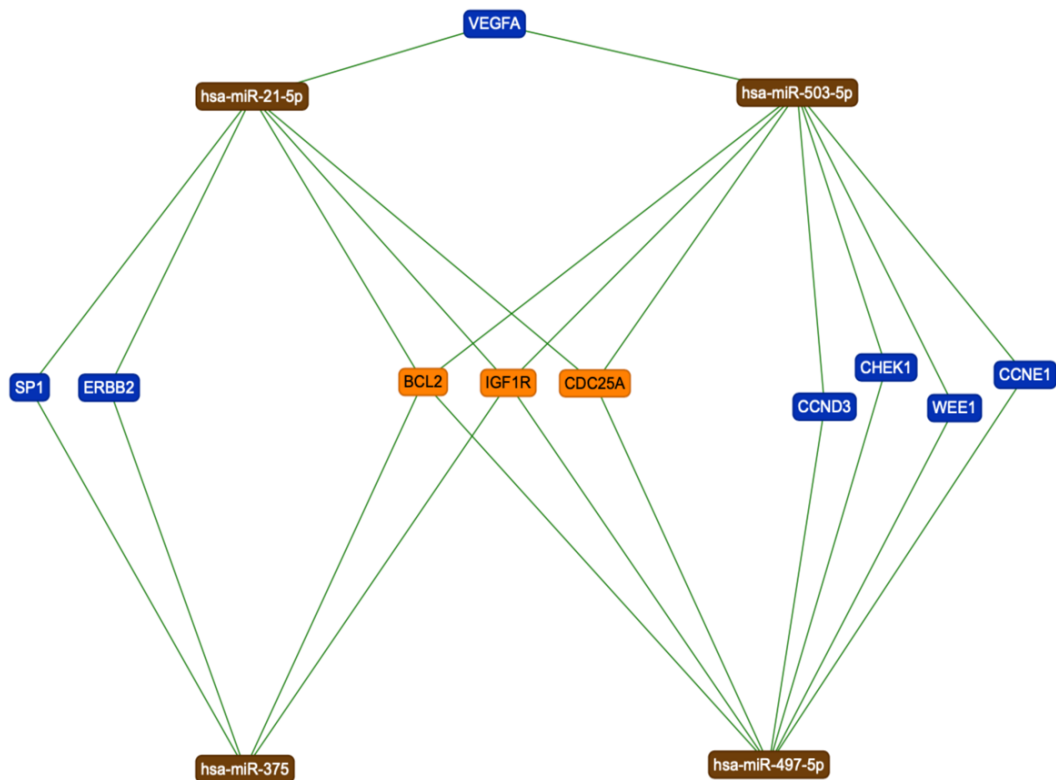 VEGFA
hsa-miR-21-5p
hsa-miR-503-5p
SP1
ERBB2
BCL2
IGF1R
CDC25A
CCND3
CHEK1
WEE1
CCNE1
hsa-miR-375
hsa-miR-497-5p